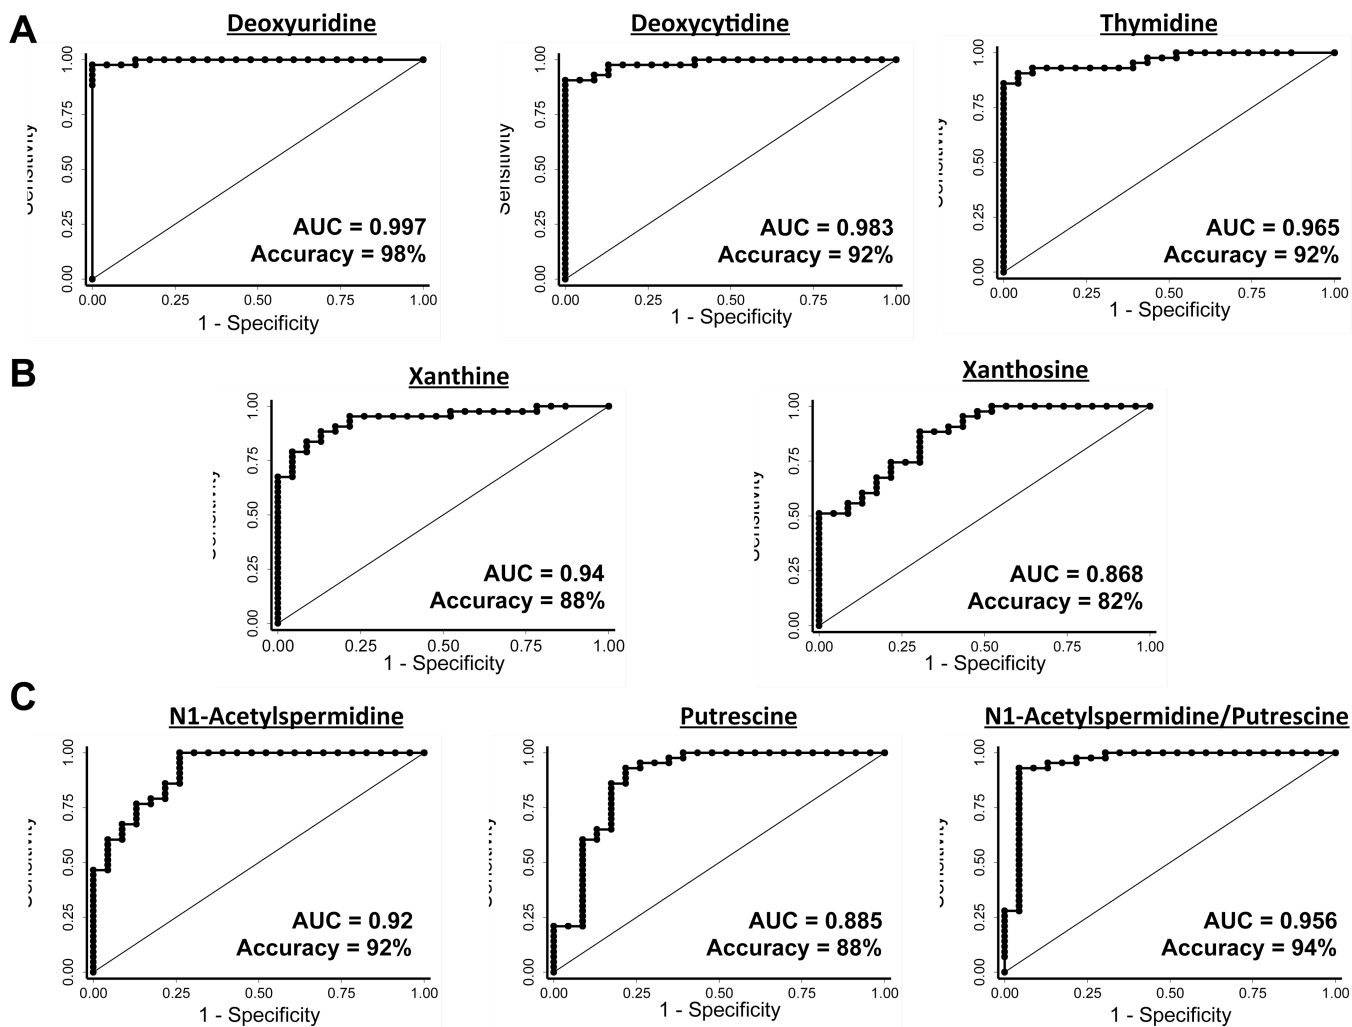 A
Deoxyuridine
Deoxycytidine
Thymidine
1.00
0.75
0.50
0.25
0.00
Sensitivity
AUC = 0.997
Accuracy = 98%
0.00 0.25 0.50 0.75 1.00
1 - Specificity
1.00
0.75
0.50
0.25
0.00
Sensitivity
AUC = 0.983
Accuracy = 92%
0.00 0.25 0.50 0.75 1.00
1 - Specificity
1.00
0.75
0.50
0.25
0.00
Sensitivity
AUC = 0.965
Accuracy = 92%
0.00 0.25 0.50 0.75 1.00
1 - Specificity
B
Xanthine
Xanthosine
1.00
0.75
0.50
0.25
0.00
Sensitivity
AUC = 0.94
Accuracy = 88%
0.00 0.25 0.50 0.75 1.00
1 - Specificity
1.00
0.75
0.50
0.25
0.00
Sensitivity
AUC = 0.868
Accuracy = 82%
0.00 0.25 0.50 0.75 1.00
1 - Specificity
C
N1-Acetylspermidine
Putrescine
N1-Acetylspermidine/Putrescine
1.00
0.75
0.50
0.25
0.00
Sensitivity
AUC = 0.92
Accuracy = 92%
0.00 0.25 0.50 0.75 1.00
1 - Specificity
1.00
0.75
0.50
0.25
0.00
Sensitivity
AUC = 0.885
Accuracy = 88%
0.00 0.25 0.50 0.75 1.00
1 - Specificity
1.00
0.75
0.50
0.25
0.00
Sensitivity
AUC = 0.956
Accuracy = 94%
0.00 0.25 0.50 0.75 1.00
1 - Specificity